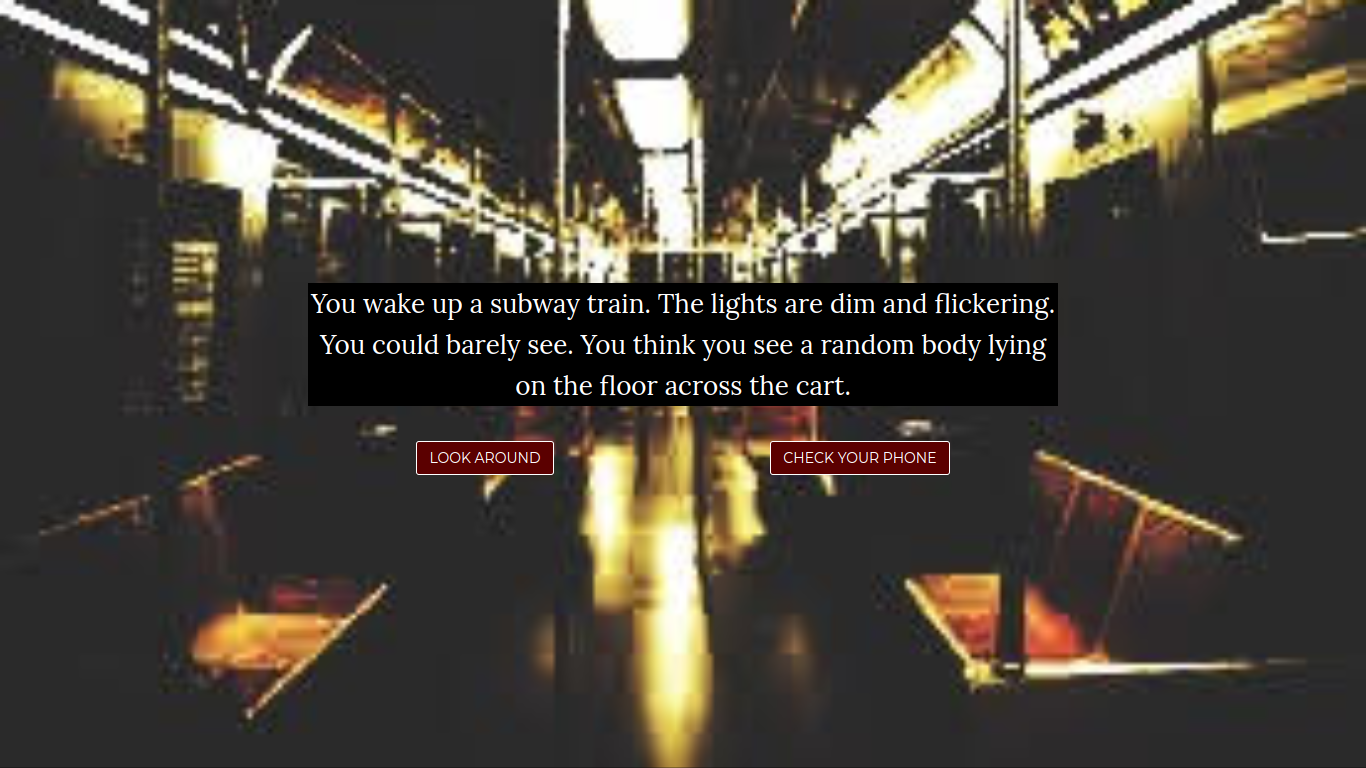 You wake up a subway train. The lights are dim and flickering.
You could barely see. You think you see a random body lying
on the floor across the cart.
LOOK AROUND
CHECK YOUR PHONE